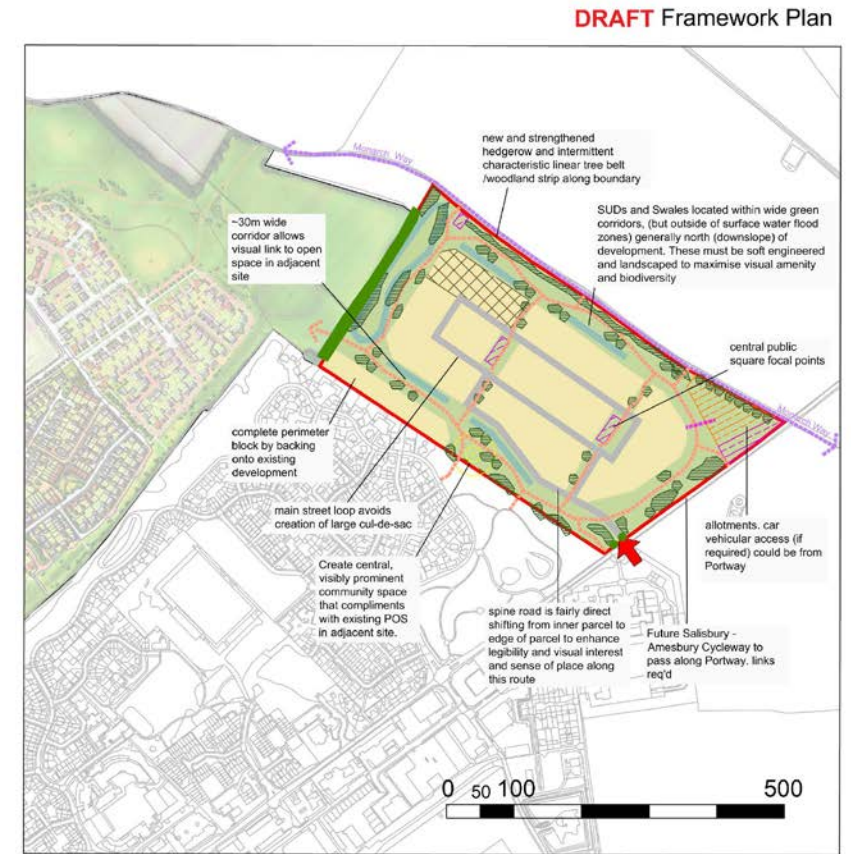 DRAFT Framework Plan
Monarch Way
new and strengthened
hedgerow and intermittent
characteristic linear tree belt
/woodland strip along boundary
~30m wide
corridor allows
visual link to open
space in adjacent
site
SUDs and Swales located within wide green
corridors, (but outside of surface water flood
zones) generally north (downslope) of
development. These must be soft engineered
and landscaped to maximise visual amenity
and biodiversity
central public
square focal points
Monarch Way
complete perimeter
block by backing
onto existing
development
main street loop avoids
creation of large cul-de-sac
allotments. car
vehicular access (if
required) could be from
Portway
Create central,
visibly prominent
community space
that compliments
with existing POS
in adjacent site.
spine road is fairly direct
shifting from inner parcel to
edge of parcel to enhance
legibility and visual interest
and sense of place along
this route
Future Salisbury -
Amesbury Cycleway to
pass along Portway. links
req'd
0 50 100 500